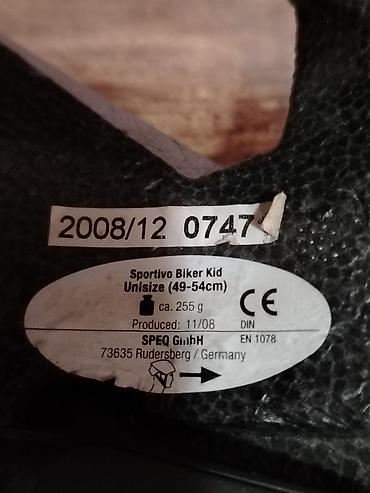 2008/12 0747
Sportivo Biker Kid
Unisize (49-54cm)
ca. 255 g
CE
Produced: 11/08
DIN
SPEQ GmbH
EN 1078
73635 Rudersberg / Germany